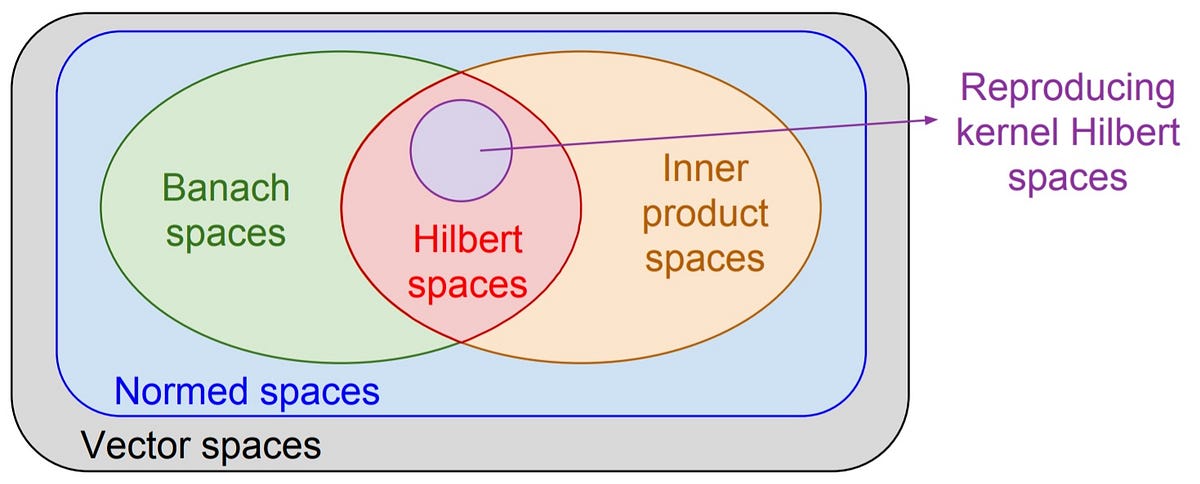 Reproducing
kernel Hilbert
spaces
Banach
spaces
Inner
product
spaces
Hilbert
spaces
Normed spaces
Vector spaces